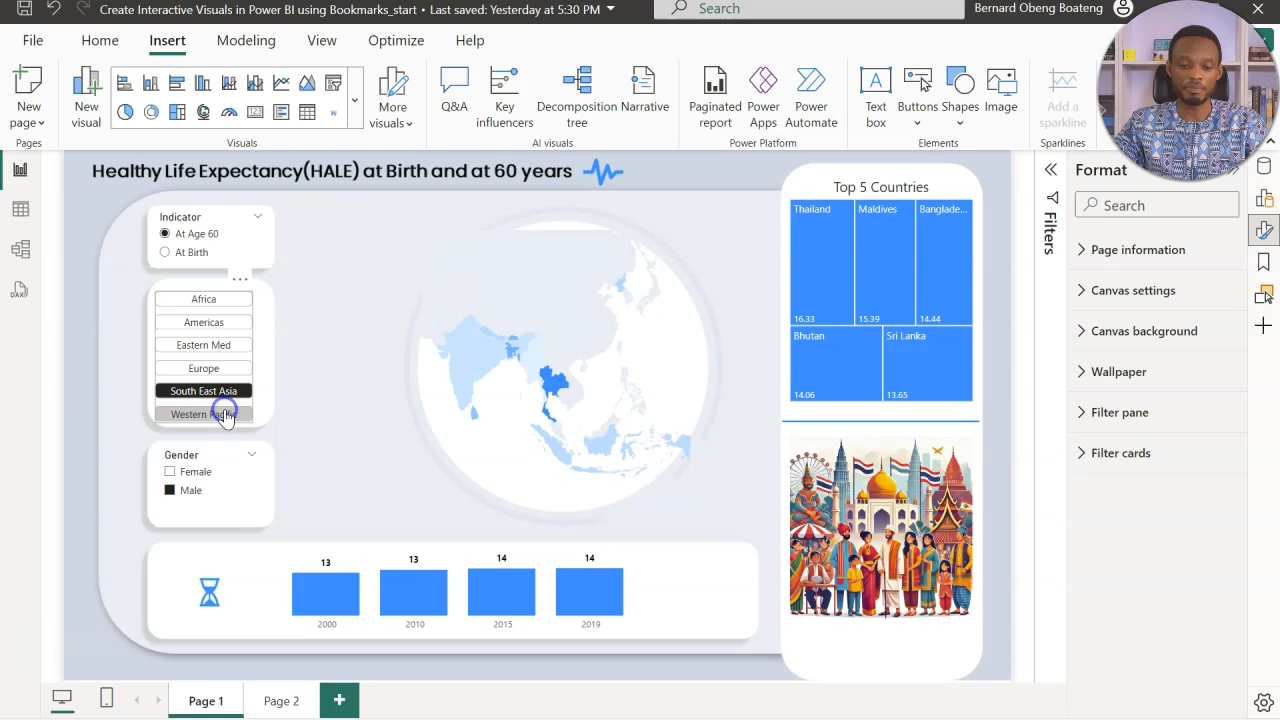 Create Interactive Visuals in Power BI using Bookmarks_start • Last saved: Yesterday at 5:30 PM
Search
Bernard Obeng Boateng
File
Home
Insert
Modeling
View
Optimize
Help
New page
New visual
More visuals
Q&A
Key influencers
Decomposition tree
Narrative
Paginated report
Power Apps
Power Automate
Text box
Buttons
Shapes
Image
Add a sparkline
Pages
Visuals
AI visuals
Power Platform
Elements
Sparklines
Healthy Life Expectancy(HALE) at Birth and at 60 years
Indicator
At Age 60
At Birth
Africa
Americas
Eastern Med
Europe
South East Asia
Western Pacific
Gender
Female
Male
13
13
14
14
2000
2010
2015
2019
Top 5 Countries
Thailand
Maldives
Banglade...
16.33
15.39
14.44
Bhutan
Sri Lanka
14.06
13.65
Filters
Format
Search
Page information
Canvas settings
Canvas background
Wallpaper
Filter pane
Filter cards
Page 1
Page 2